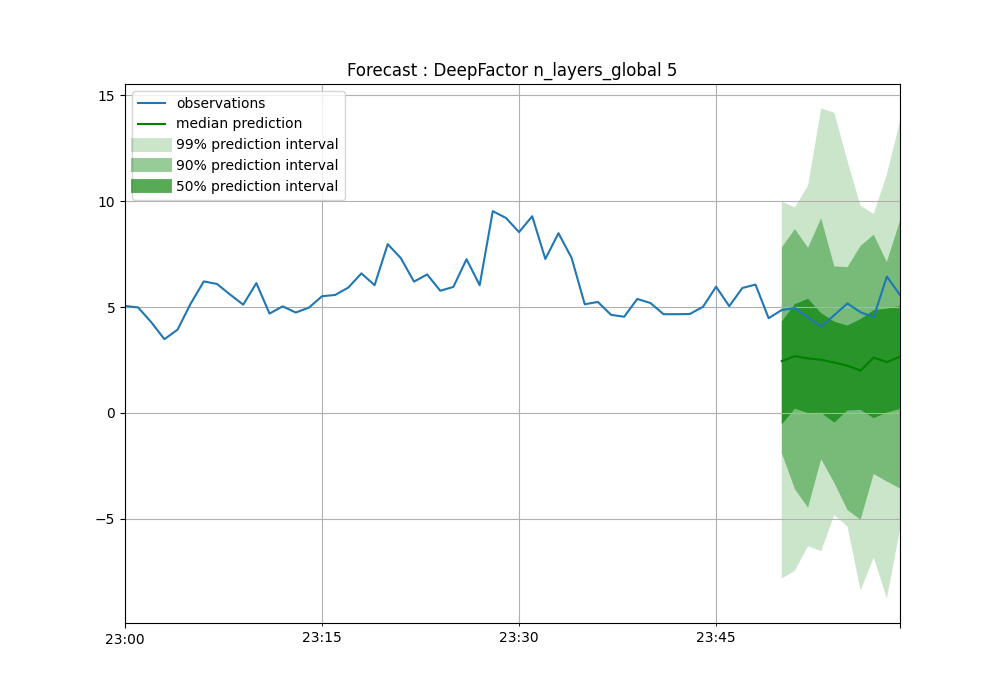 Forecast : DeepFactor n_layers_global 5
observations
median prediction
99% prediction interval
90% prediction interval
50% prediction interval
15
10
5
0
−5
23:00
23:15
23:30
23:45